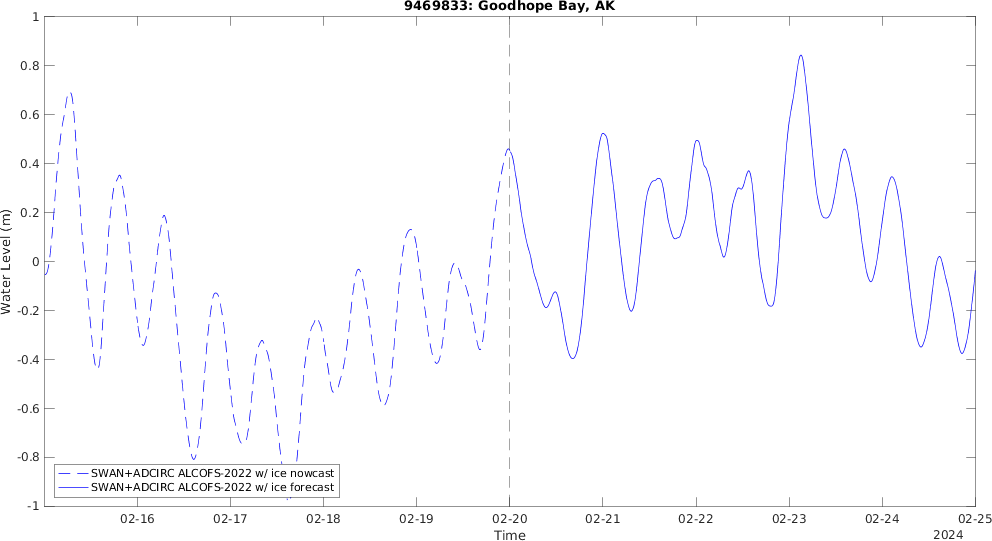 9469833: Goodhope Bay, AK
1
0.8
0.6
0.4
0.2
0
-0.2
-0.4
-0.6
-0.8
-1
Water Level (m)
SWAN+ADCIRC ALCOFS-2022 w/ ice nowcast
SWAN+ADCIRC ALCOFS-2022 w/ ice forecast
02-16 02-17 02-18 02-19 02-20 02-21 02-22 02-23 02-24 02-25
Time
2024